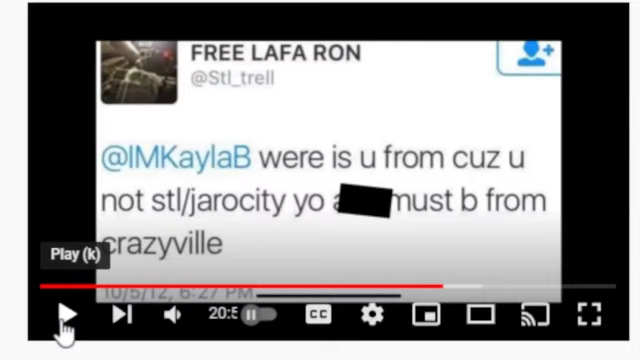 FREE LAFA RON
@Stl_trell
@IMKaylaB were is u from cuz u
not stl/jarocity yo must b from
crazyville
Play (k)
10/5/12, 6:27 PM
20:5
CC